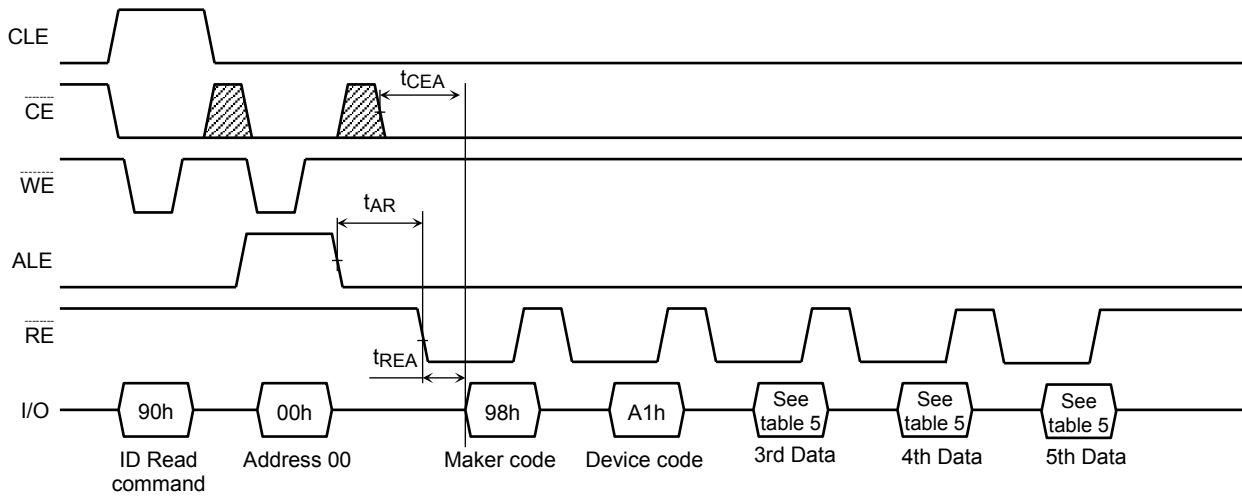 CLE
tCEA
CE
WE
tAR
ALE
RE
tREA
I/O
90h
00h
98h
A1h
See
table 5
See
table 5
See
table 5
ID Read
command
Address 00
Maker code
Device code
3rd Data
4th Data
5th Data